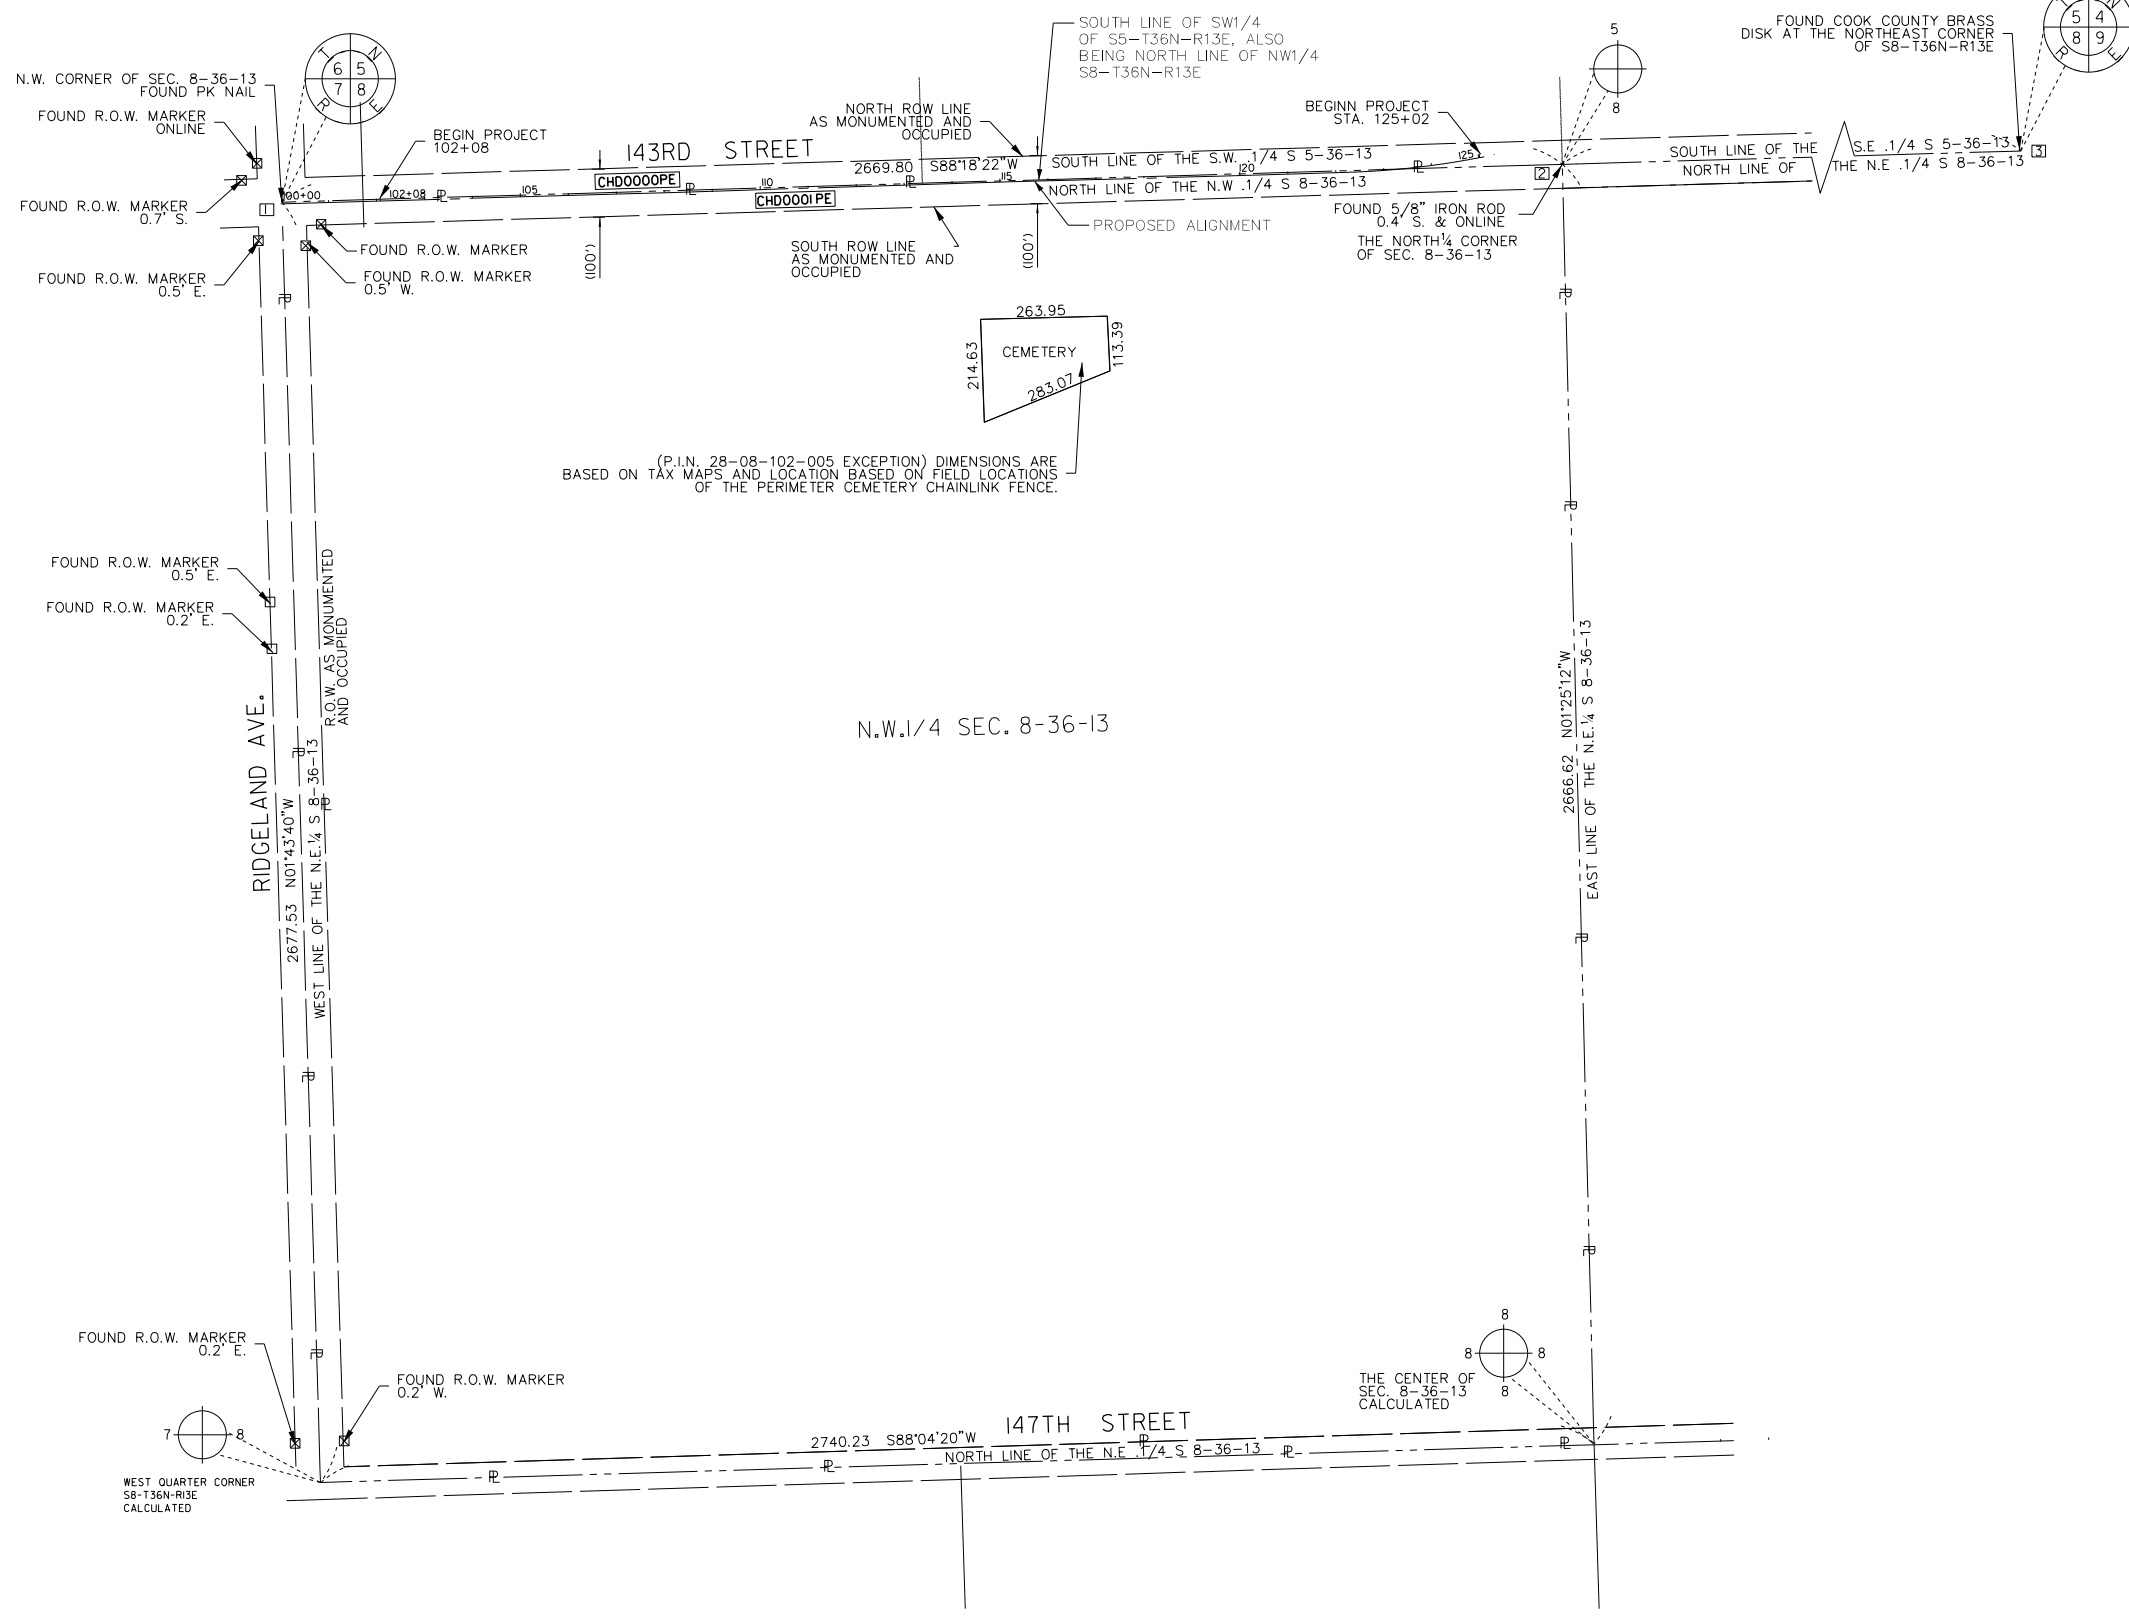 SOUTH LINE OF SW1/4
OF S5-T36N-R13E, ALSO
BEING NORTH LINE OF NW1/4
S8-T36N-R13E
5
FOUND COOK COUNTY BRASS
DISK AT THE NORTHEAST CORNER
OF S8-T36N-R13E
5 4
8 9
R E
N
T
6 5
7 8
R E
8
N.W. CORNER OF SEC. 8-36-13
FOUND PK NAIL
FOUND R.O.W. MARKER
ONLINE
BEGIN PROJECT
102+08
NORTH ROW LINE
AS MONUMENTED AND
OCCUPIED
BEGINN PROJECT
STA. 125+02
143RD STREET
2669.80 S88°18'22"W
SOUTH LINE OF THE S.W. .1/4 S 5-36-13
125
SOUTH LINE OF THE
S.E .1/4 S 5-36-13
3
CHD0000PE
110
115
120
2
NORTH LINE OF
THE N.E .1/4 S 8-36-13
100+00
102+08
105
CHD0001PE
NORTH LINE OF THE N.W .1/4 S 8-36-13
FOUND R.O.W. MARKER
0.7' S.
1
PROPOSED ALIGNMENT
FOUND 5/8" IRON ROD
0.4' S. & ONLINE
THE NORTH¼ CORNER
OF SEC. 8-36-13
FOUND R.O.W. MARKER
FOUND R.O.W. MARKER
0.5' W.
FOUND R.O.W. MARKER
0.5' E.
(100')
SOUTH ROW LINE
AS MONUMENTED AND
OCCUPIED
(100')
263.95
214.63
CEMETERY
113.39
283.07
(P.I.N. 28-08-102-005 EXCEPTION) DIMENSIONS ARE
BASED ON TAX MAPS AND LOCATION BASED ON FIELD LOCATIONS
OF THE PERIMETER CEMETERY CHAINLINK FENCE.
FOUND R.O.W. MARKER
0.5' E.
FOUND R.O.W. MARKER
0.2' E.
R.O.W. AS MONUMENTED
AND OCCUPIED
RIDGELAND AVE.
2677.53 N01°43'40"W
WEST LINE OF THE N.E.¼ S 8-36-13
N.W.1/4 SEC. 8-36-13
2666.62 N01°25'12"W
EAST LINE OF THE N.E.¼ S 8-36-13
FOUND R.O.W. MARKER
0.2' E.
FOUND R.O.W. MARKER
0.2' W.
8
8 8
8
THE CENTER OF
SEC. 8-36-13
CALCULATED
7 8
WEST QUARTER CORNER
S8-T36N-R13E
CALCULATED
147TH STREET
2740.23 S88°04'20"W
NORTH LINE OF THE N.E .1/4 S 8-36-13